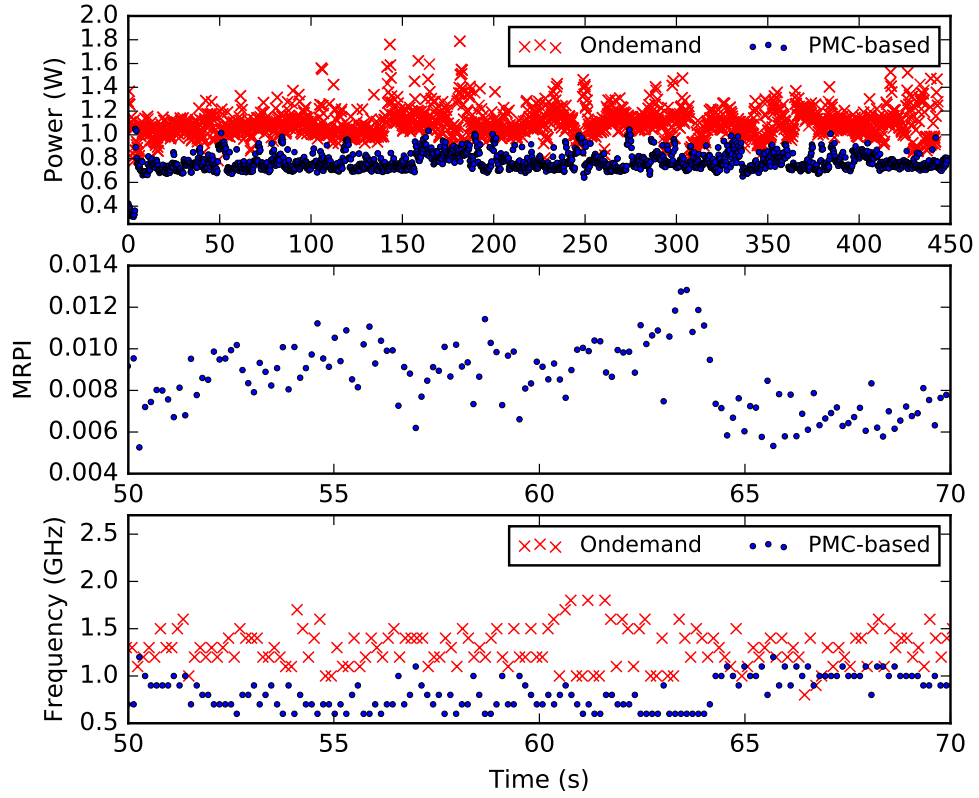 2.0
1.8
1.6
1.4
1.2
1.0
0.8
0.6
0.4
Power (W)
Ondemand PMC-based
0 50 100 150 200 250 300 350 400 450
0.014
0.012
0.010
0.008
0.006
0.004
MRPI
50 55 60 65 70
2.5
2.0
1.5
1.0
0.5
Frequency (GHz)
Ondemand PMC-based
50 55 60 65 70
Time (s)